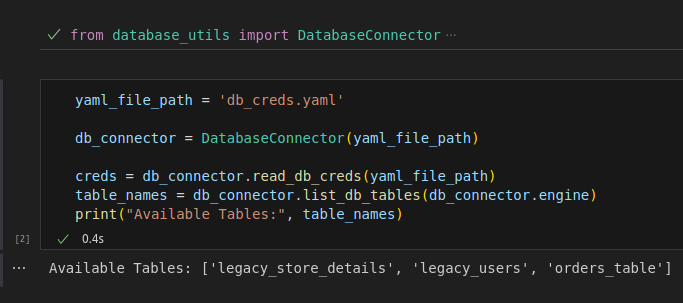 from database_utils import DatabaseConnector ...
yaml_file_path = 'db_creds.yaml'
db_connector = DatabaseConnector(yaml_file_path)
creds = db_connector.read_db_creds(yaml_file_path)
table_names = db_connector.list_db_tables(db_connector.engine)
print("Available Tables:", table_names)
[2] 0.4s
... Available Tables: ['legacy_store_details', 'legacy_users', 'orders_table']